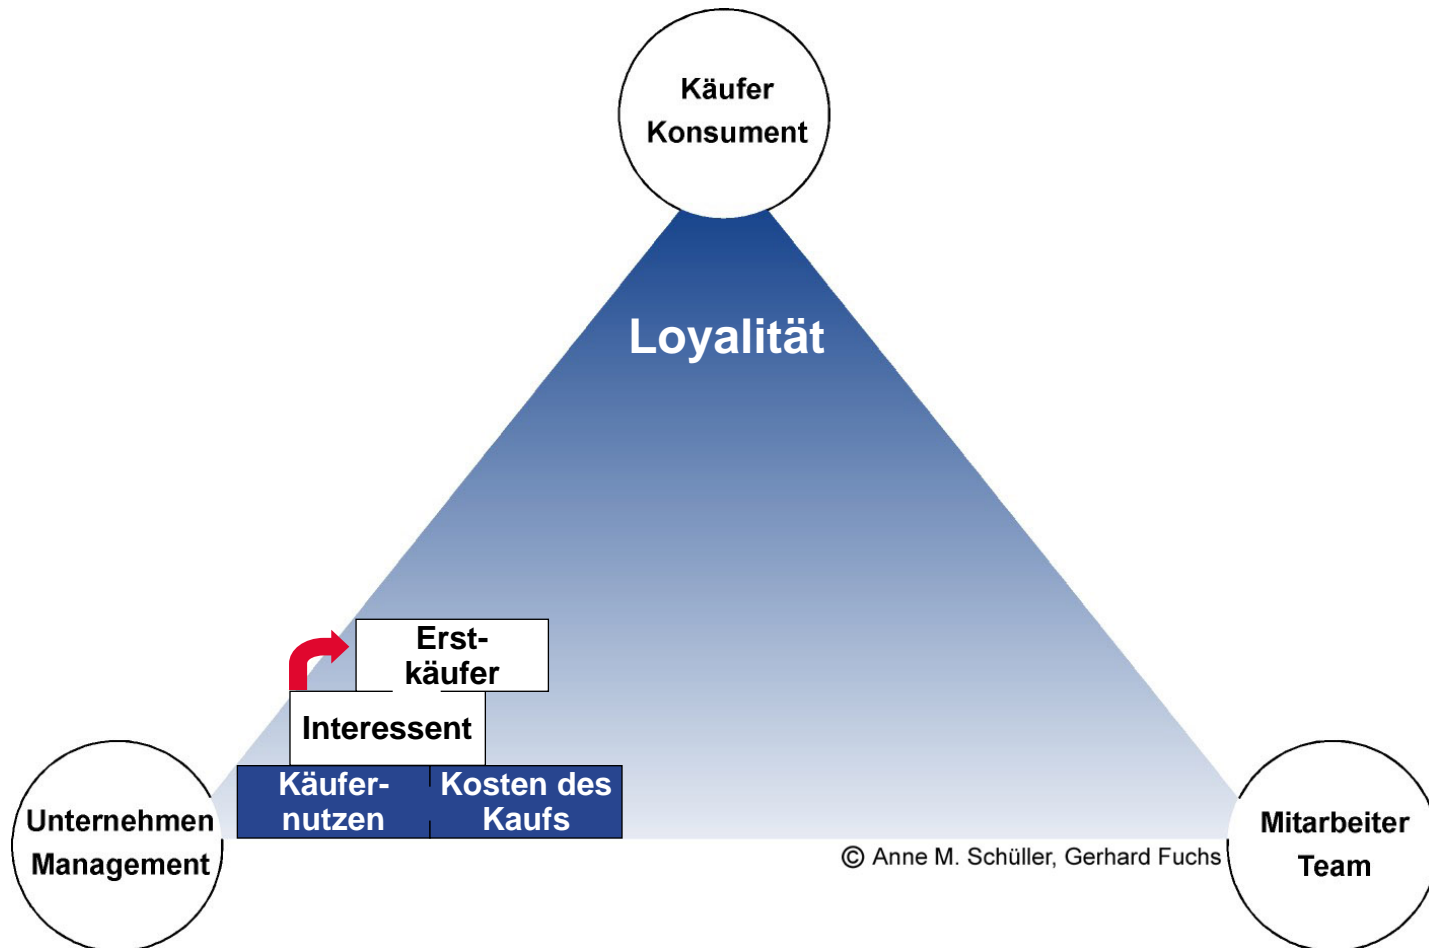 Käufer
Konsument
Loyalität
Erst-
käufer
Interessent
Käufer-
nutzen
Kosten des
Kaufs
Unternehmen
Management
© Anne M. Schüller, Gerhard Fuchs
Mitarbeiter
Team